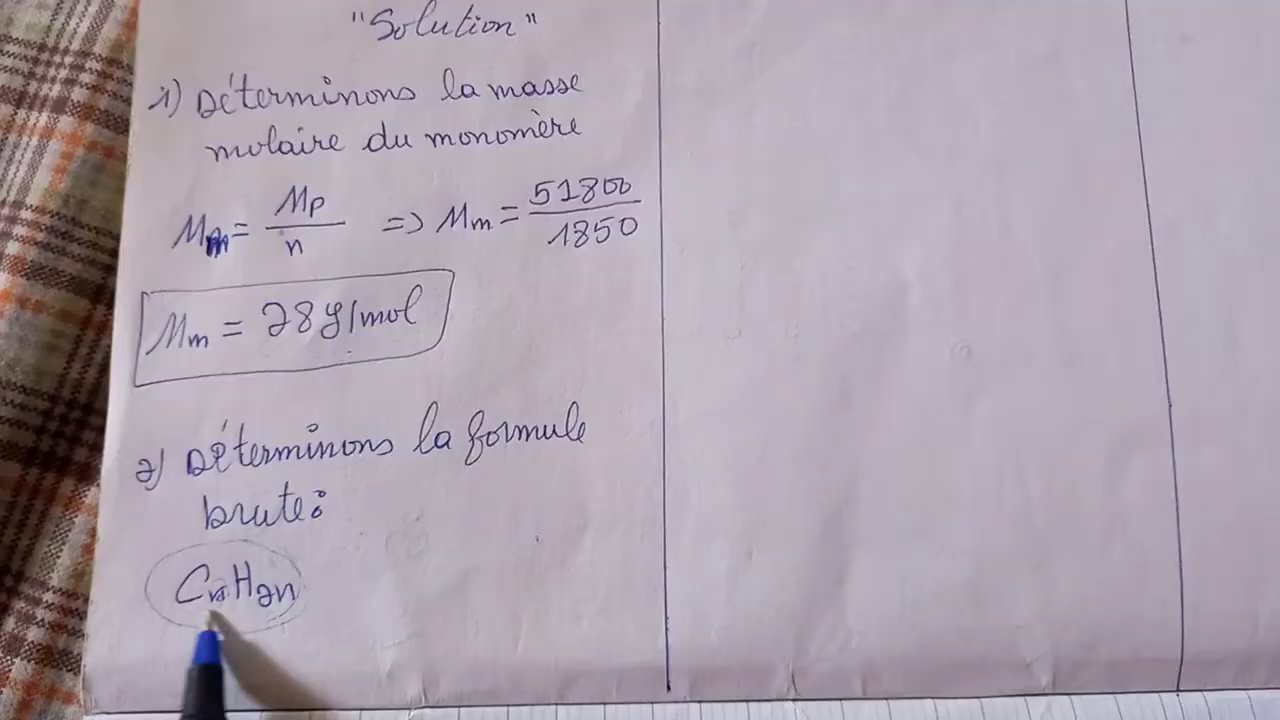 "Solution"
1) Déterminons la masse
molaire du monomère
Mm = Mp/n => Mm = 51800/1850
Mm = 28 g/mol
2) Déterminons la formule
brute:
CnH2n